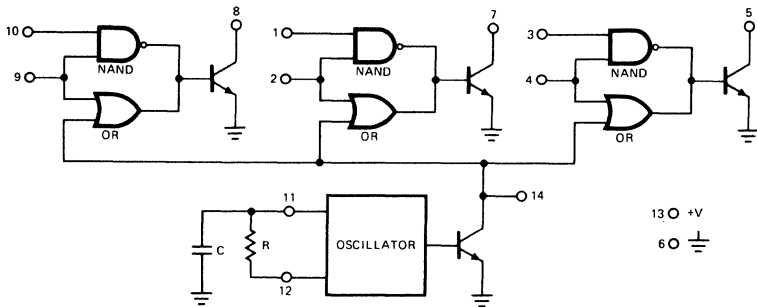 8
7
5
10
1
3
NAND
NAND
NAND
9
2
4
OR
OR
OR
11
14
C
R
OSCILLATOR
13 +V
6
12